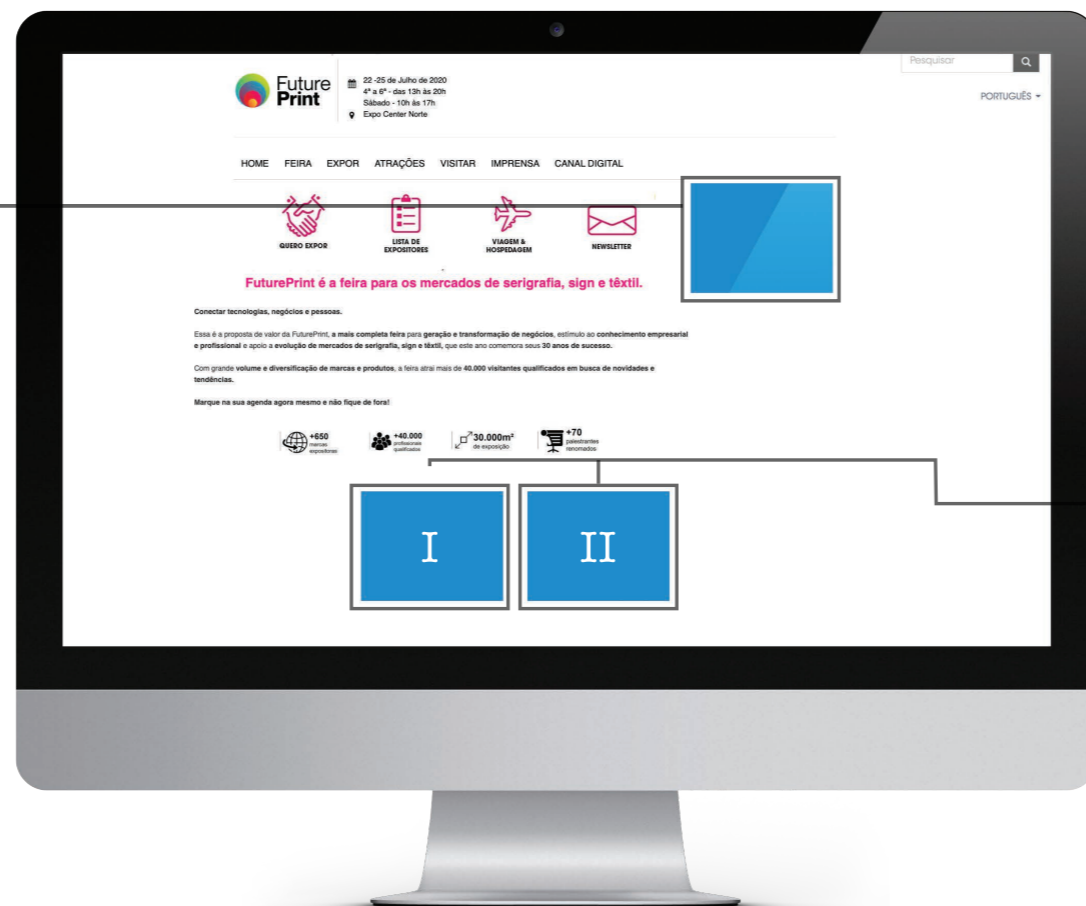 Pesquisar
PORTUGUÊS
Future
Print
22 -25 de Julho de 2020
4ª a 6ª - das 13h às 20h
Sábado - 10h às 17h
Expo Center Norte
HOME FEIRA EXPOR ATRAÇÕES VISITAR IMPRENSA CANAL DIGITAL
QUERO EXPOR
LISTA DE
EXPOSITORES
VIAGEM &
HOSPEDAGEM
NEWSLETTER
FuturePrint é a feira para os mercados de serigrafia, sign e têxtil.
Conectar tecnologias, negócios e pessoas.
Essa é a proposta de valor da FuturePrint, a mais completa feira para geração e transformação de negócios, estímulo ao conhecimento empresarial
e profissional e apoio a evolução de mercados de serigrafia, sign e têxtil, que este ano comemora seus 30 anos de sucesso.
Com grande volume e diversificação de marcas e produtos, a feira atrai mais de 40.000 visitantes qualificados em busca de novidades e
tendências.
Marque na sua agenda agora mesmo e não fique de fora!
+650
marcas
expositoras
+40.000
profissionais
qualificados
30.000m²
de exposição
+70
palestrantes
renomados
I
II